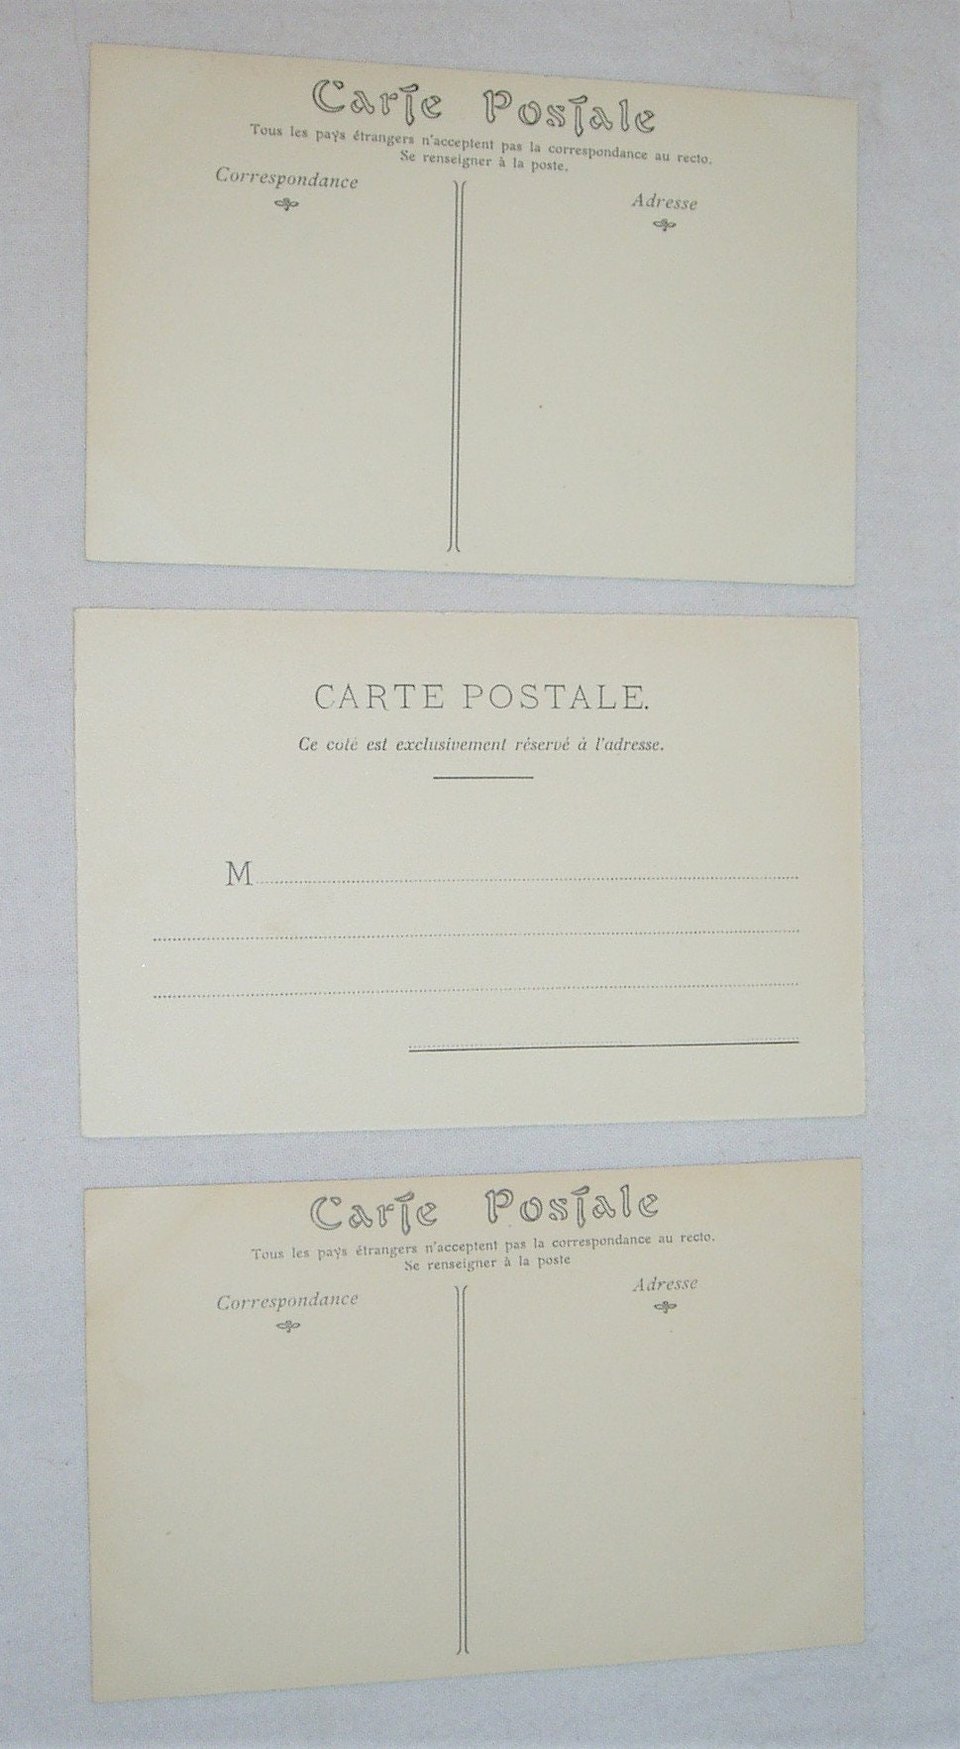 Carte Postale
Tous les pays étrangers n'acceptent pas la correspondance au recto.
Se renseigner à la poste.
Correspondance
Adresse
CARTE POSTALE.
Ce coté est exclusivement réservé à l'adresse.
M
Carte Postale
Tous les pays étrangers n'acceptent pas la correspondance au recto.
Se renseigner à la poste
Correspondance
Adresse